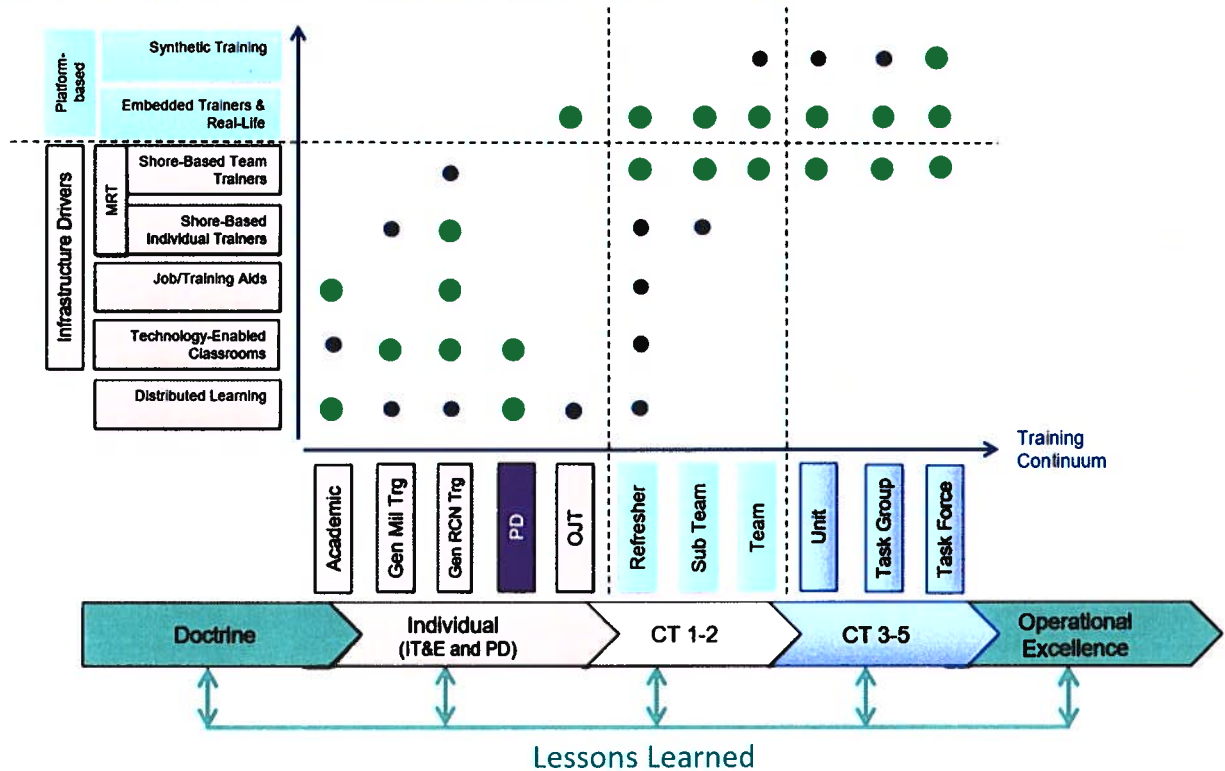 Platform-
based
Synthetic Training
Embedded Trainers &
Real-Life
Infrastructure Drivers
MRT
Shore-Based Team
Trainers
Shore-Based
Individual Trainers
Job/Training Aids
Technology-Enabled
Classrooms
Distributed Learning
Training
Continuum
Academic
Gen Mil Trg
Gen RCN Trg
PD
OJT
Refresher
Sub Team
Team
Unit
Task Group
Task Force
Doctrine
Individual
(IT&E and PD)
CT 1-2
CT 3-5
Operational
Excellence
Lessons Learned